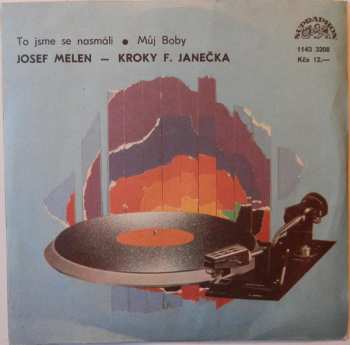 To jsme se nasmáli ● Můj Boby
JOSEF MELEN — KROKY F. JANEČKA
SUPRAPHON
1143 3208
Kčs 12,—